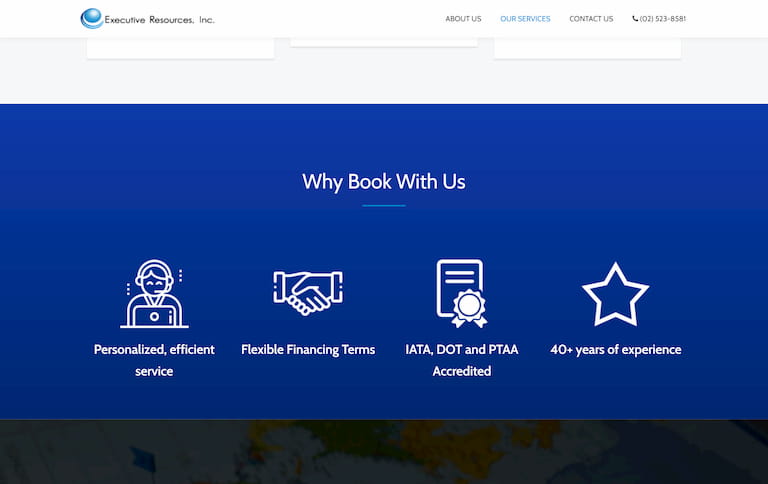 Executive Resources, Inc.
ABOUT US
OUR SERVICES
CONTACT US
(02) 523-8581
Why Book With Us
Personalized, efficient
service
Flexible Financing Terms
IATA, DOT and PTAA
Accredited
40+ years of experience